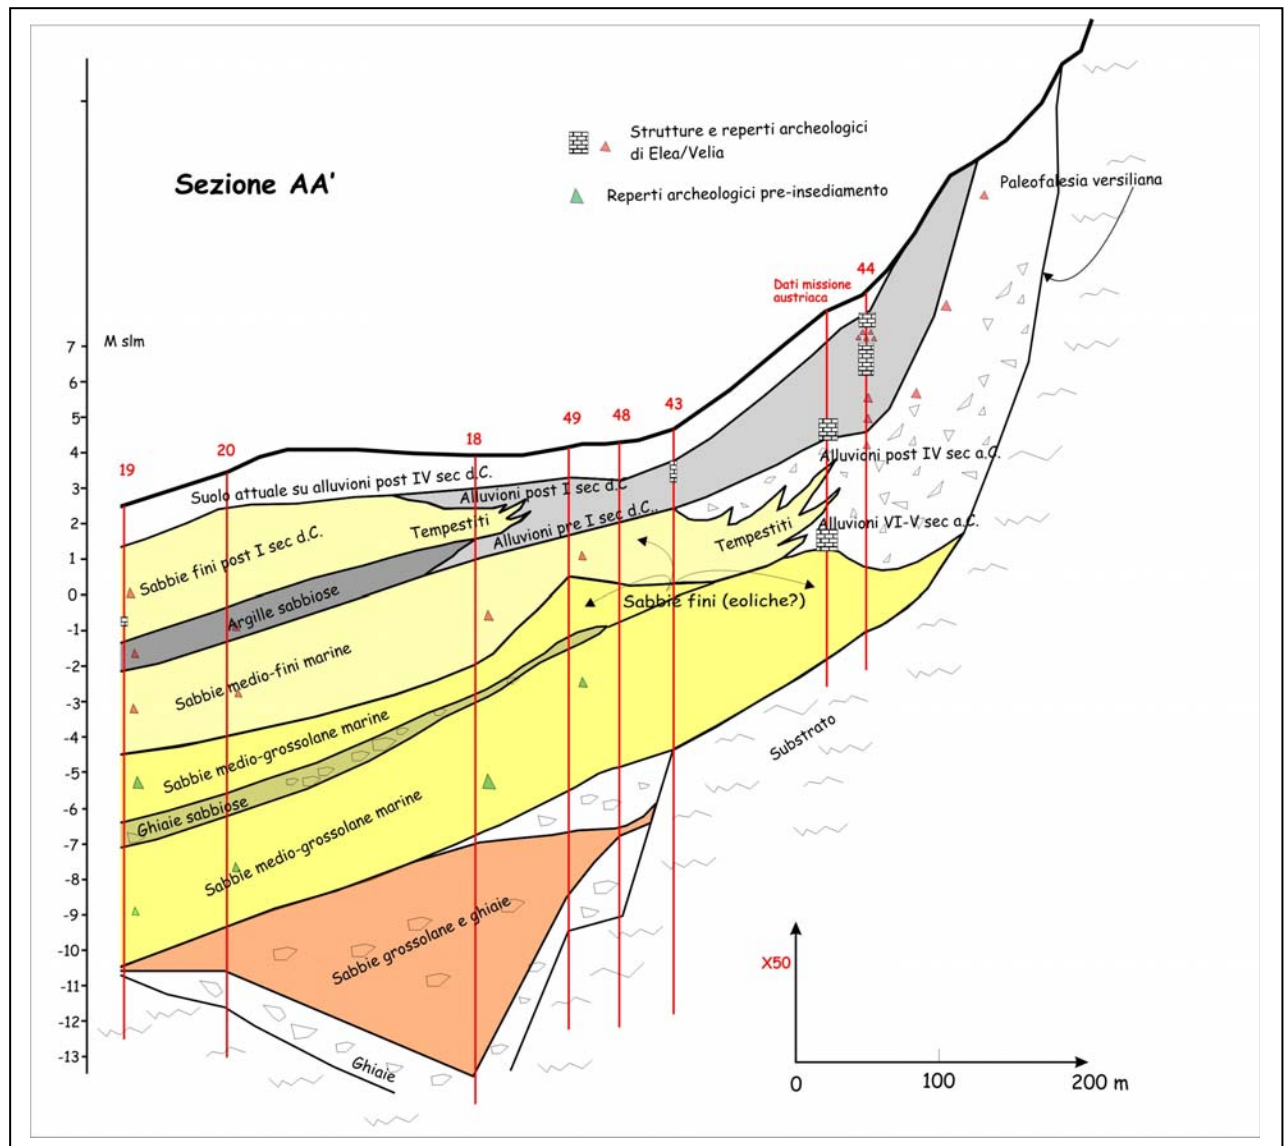 Strutture e reperti archeologici
di Elea/Velia
Sezione AA'
Reperti archeologici pre-insediamento
Paleofalesia versiliana
44
Dati missione
austriaca
M slm
7
6
5
4
3
2
1
0
-1
-2
-3
-4
-5
-6
-7
-8
-9
-10
-11
-12
-13
19
20
18
49
48
43
Suolo attuale su alluvioni post IV sec d.C.
Alluvioni post I sec d.C
Alluvioni post IV sec a.C.
Tempestiti
Alluvioni pre I sec d.C..
Tempestiti
Alluvioni VI-V sec a.C.
Sabbie fini post I sec d.C.
Argille sabbiose
Sabbie fini (eoliche?)
Sabbie medio-fini marine
Sabbie medio-grossolane marine
Substrato
Ghiaie sabbiose
Sabbie medio-grossolane marine
Sabbie grossolane e ghiaie
Ghiaie
X50
0
100
200 m